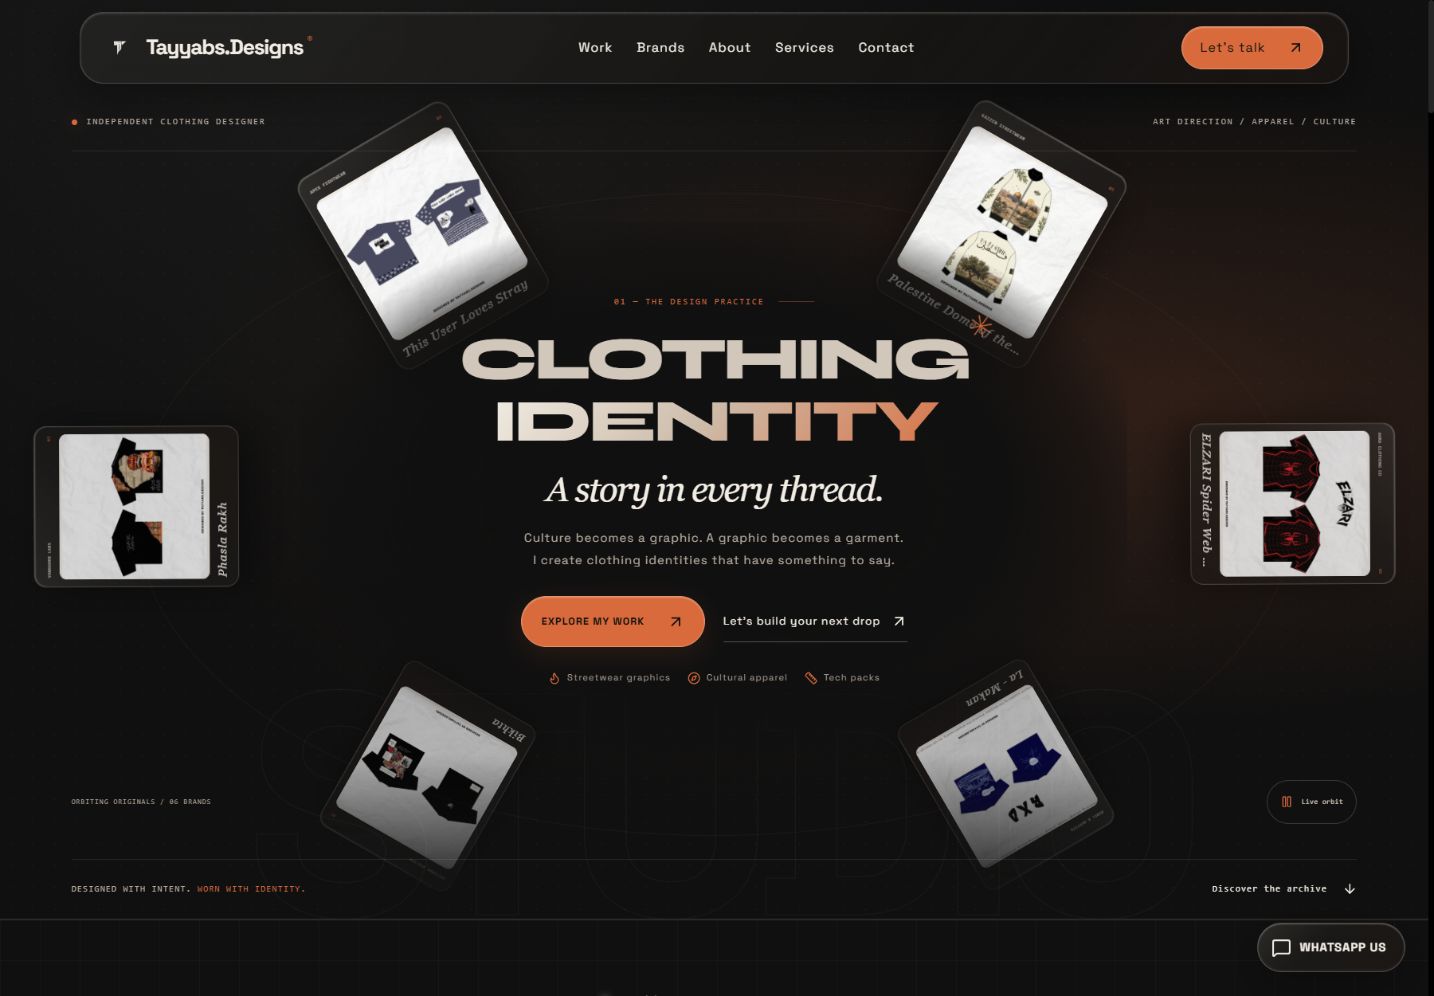 Tayyabs.Designs
Work
Brands
About
Services
Contact
Let's talk
INDEPENDENT CLOTHING DESIGNER
ART DIRECTION / APPAREL / CULTURE
This User Loves Stray
01 — THE DESIGN PRACTICE
CLOTHING
IDENTITY
A story in every thread.
Culture becomes a graphic. A graphic becomes a garment.
I create clothing identities that have something to say.
EXPLORE MY WORK
Let's build your next drop
Streetwear graphics
Cultural apparel
Tech packs
Phasla Rakh
ELZARI Spider Web ...
ELZARI
Bikhta
La - Makan
STUDIO
ORBITING ORIGINALS / 06 BRANDS
Live orbit
DESIGNED WITH INTENT. WORN WITH IDENTITY.
Discover the archive
WHATSAPP US